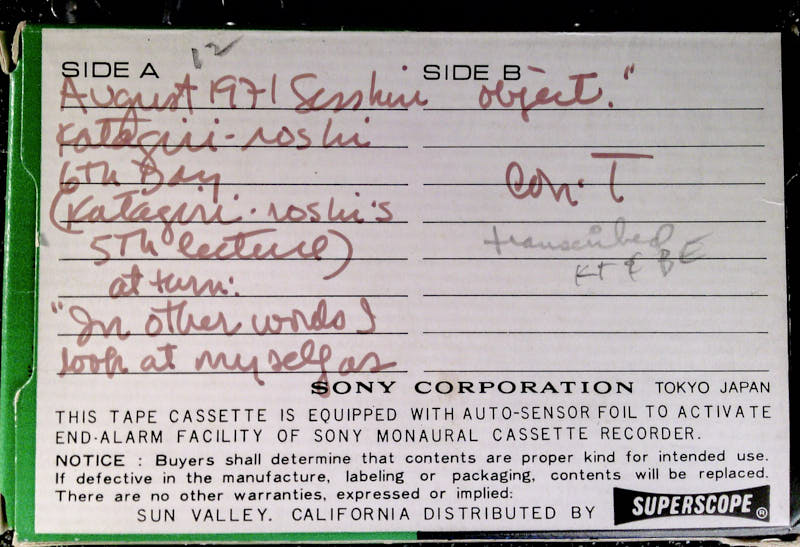 12
SIDE A
August 1971 Sesshin
Katagiri-roshi
6th Day
(Katagiri-roshi's
5th lecture)
at turn:
"In other words I
look at myself as
SIDE B
object."
Con. T
transcribed
KT & BE
SONY CORPORATION TOKYO JAPAN
THIS TAPE CASSETTE IS EQUIPPED WITH AUTO-SENSOR FOIL TO ACTIVATE
END-ALARM FACILITY OF SONY MONAURAL CASSETTE RECORDER.
NOTICE : Buyers shall determine that contents are proper kind for intended use.
If defective in the manufacture, labeling or packaging, contents will be replaced.
There are no other warranties, expressed or implied:
SUN VALLEY. CALIFORNIA DISTRIBUTED BY SUPERSCOPE®